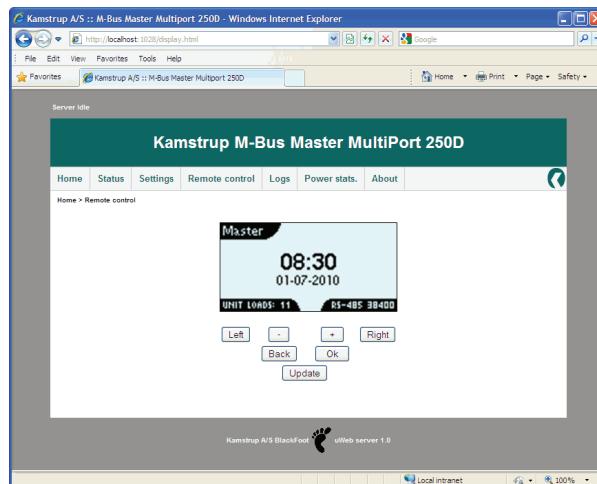 Kamstrup A/S :: M-Bus Master Multiport 250D - Windows Internet Explorer
http://localhost:1028/display.html
Google
File Edit View Favorites Tools Help
Favorites Kamstrup A/S :: M-Bus Master Multiport 250D Home Print Page Safety
Server Idle
Kamstrup M-Bus Master MultiPort 250D
Home Status Settings Remote control Logs Power stats. About
Home > Remote control
Master
08:30
01-07-2010
UNIT LOADS: 11 RS-485 38400
Left - + Right
Back Ok
Update
Kamstrup A/S BlackFoot uWeb server 1.0
Local intranet 100%